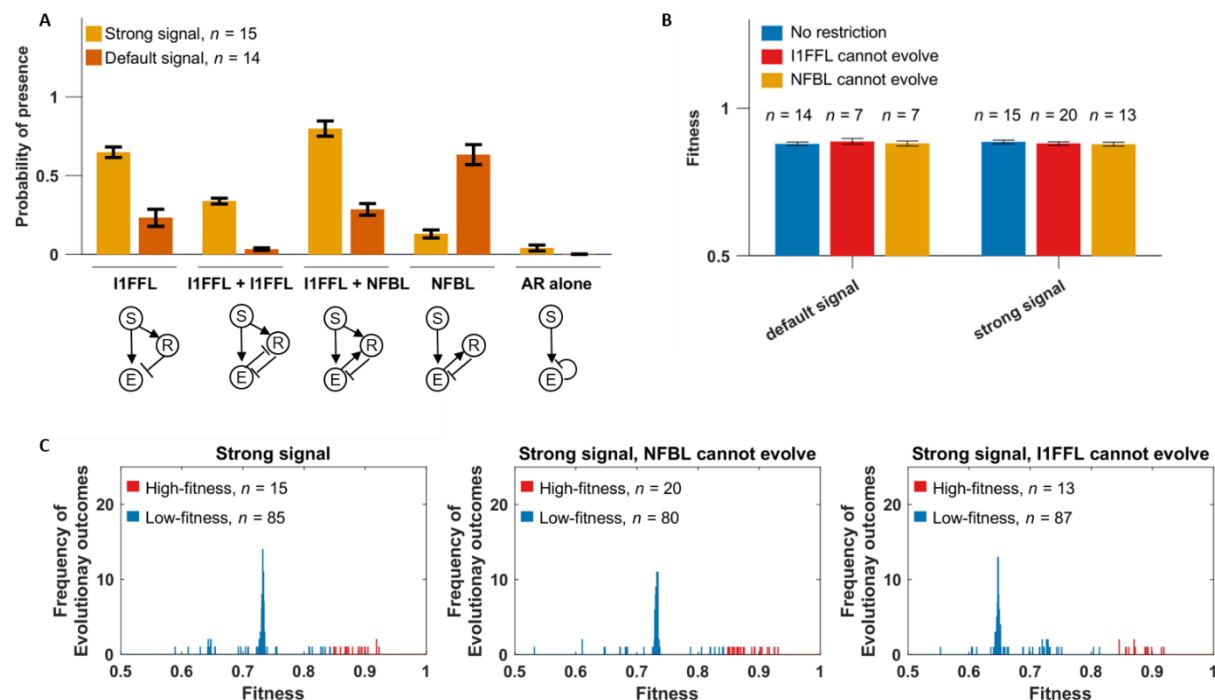 A
Strong signal, n = 15
Default signal, n = 14
Probability of presence
1
0.5
0
I1FFL
I1FFL + I1FFL
I1FFL + NFBL
NFBL
AR alone
S
R
E
S
R
E
S
R
E
S
R
E
S
E
B
No restriction
I1FFL cannot evolve
NFBL cannot evolve
Fitness
1
0.5
n = 14
n = 7
n = 7
n = 15
n = 20
n = 13
default signal
strong signal
C
Strong signal
High-fitness, n = 15
Low-fitness, n = 85
Frequency of
Evolutionay outcomes
20
10
0
0.5
0.6
0.7
0.8
0.9
1
Fitness
Strong signal, NFBL cannot evolve
High-fitness, n = 20
Low-fitness, n = 80
Frequency of
Evolutionay outcomes
20
10
0
0.5
0.6
0.7
0.8
0.9
1
Fitness
Strong signal, I1FFL cannot evolve
High-fitness, n = 13
Low-fitness, n = 87
Frequency of
Evolutionay outcomes
20
10
0
0.5
0.6
0.7
0.8
0.9
1
Fitness